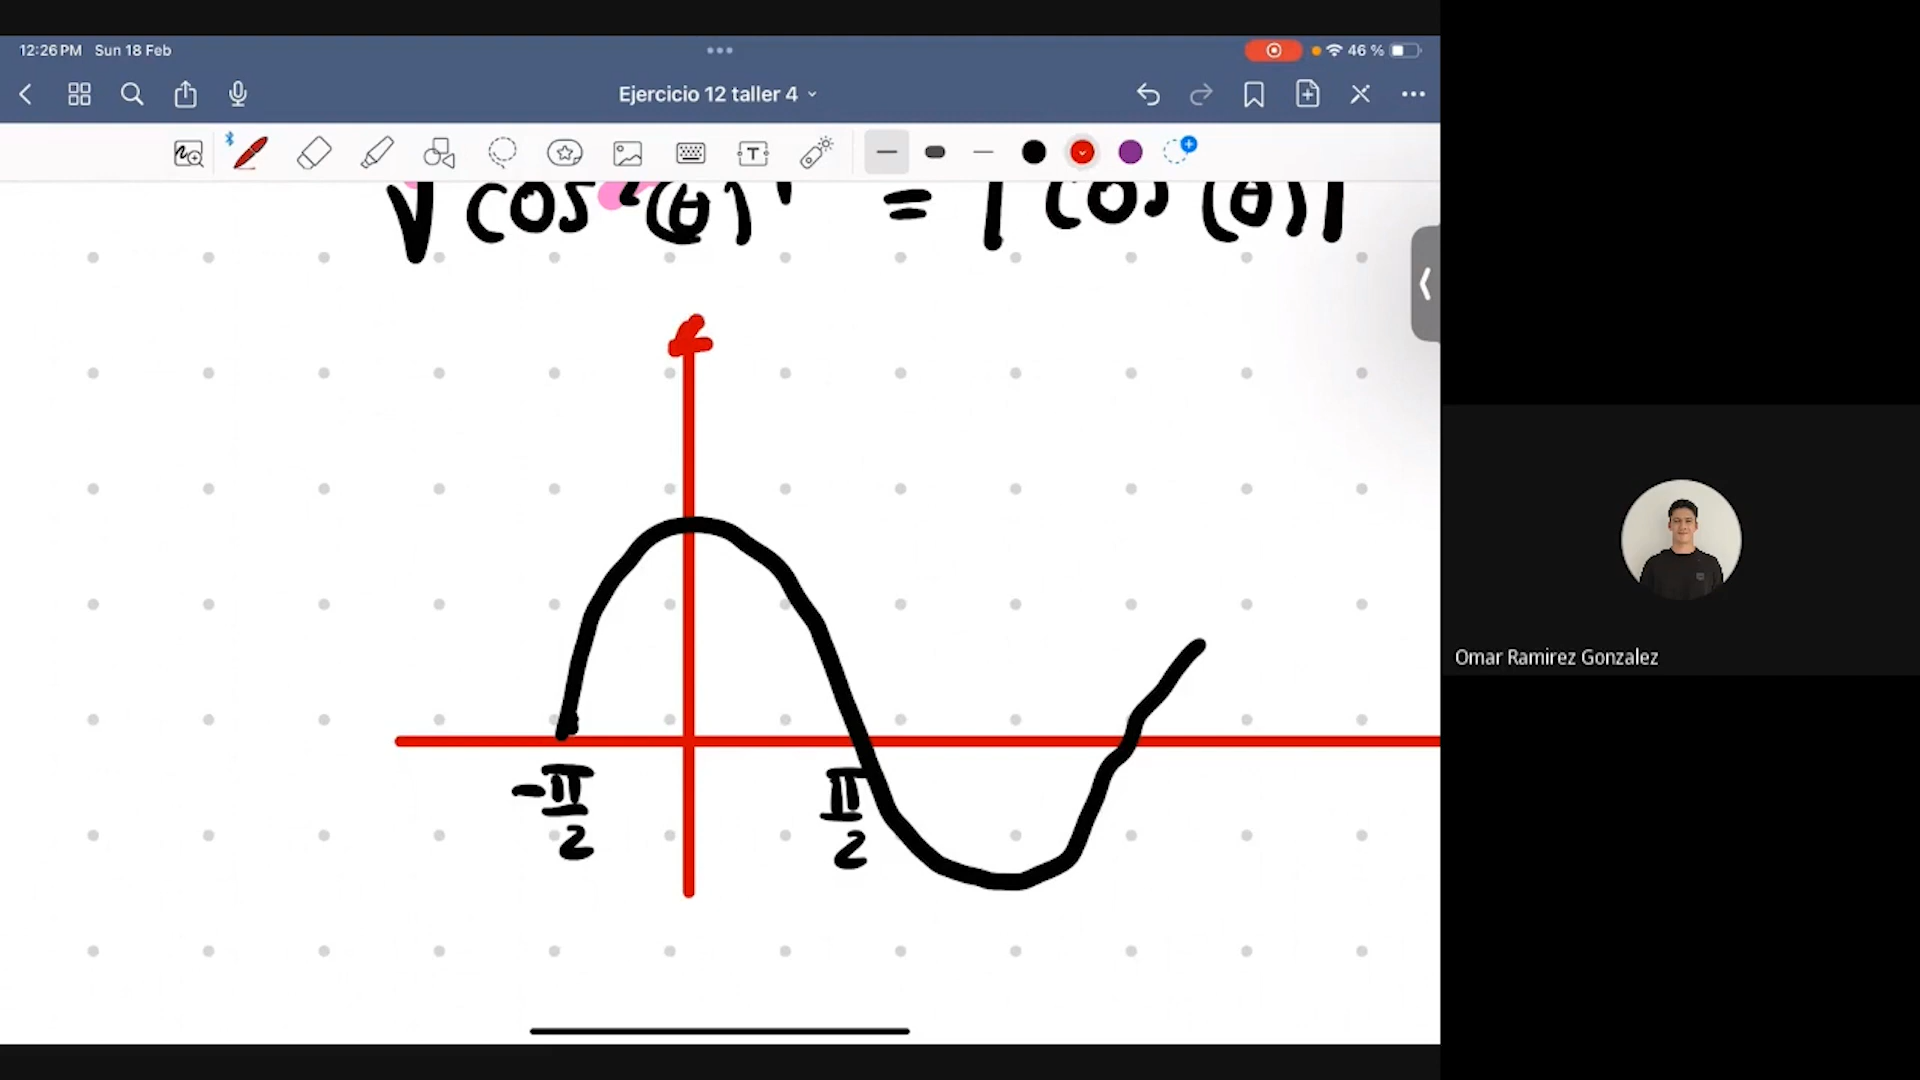 12:26 PM Sun 18 Feb
46 %
Ejercicio 12 taller 4
T
√cos²(θ) = |cos(θ)|
-π/2
π/2
Omar Ramirez Gonzalez